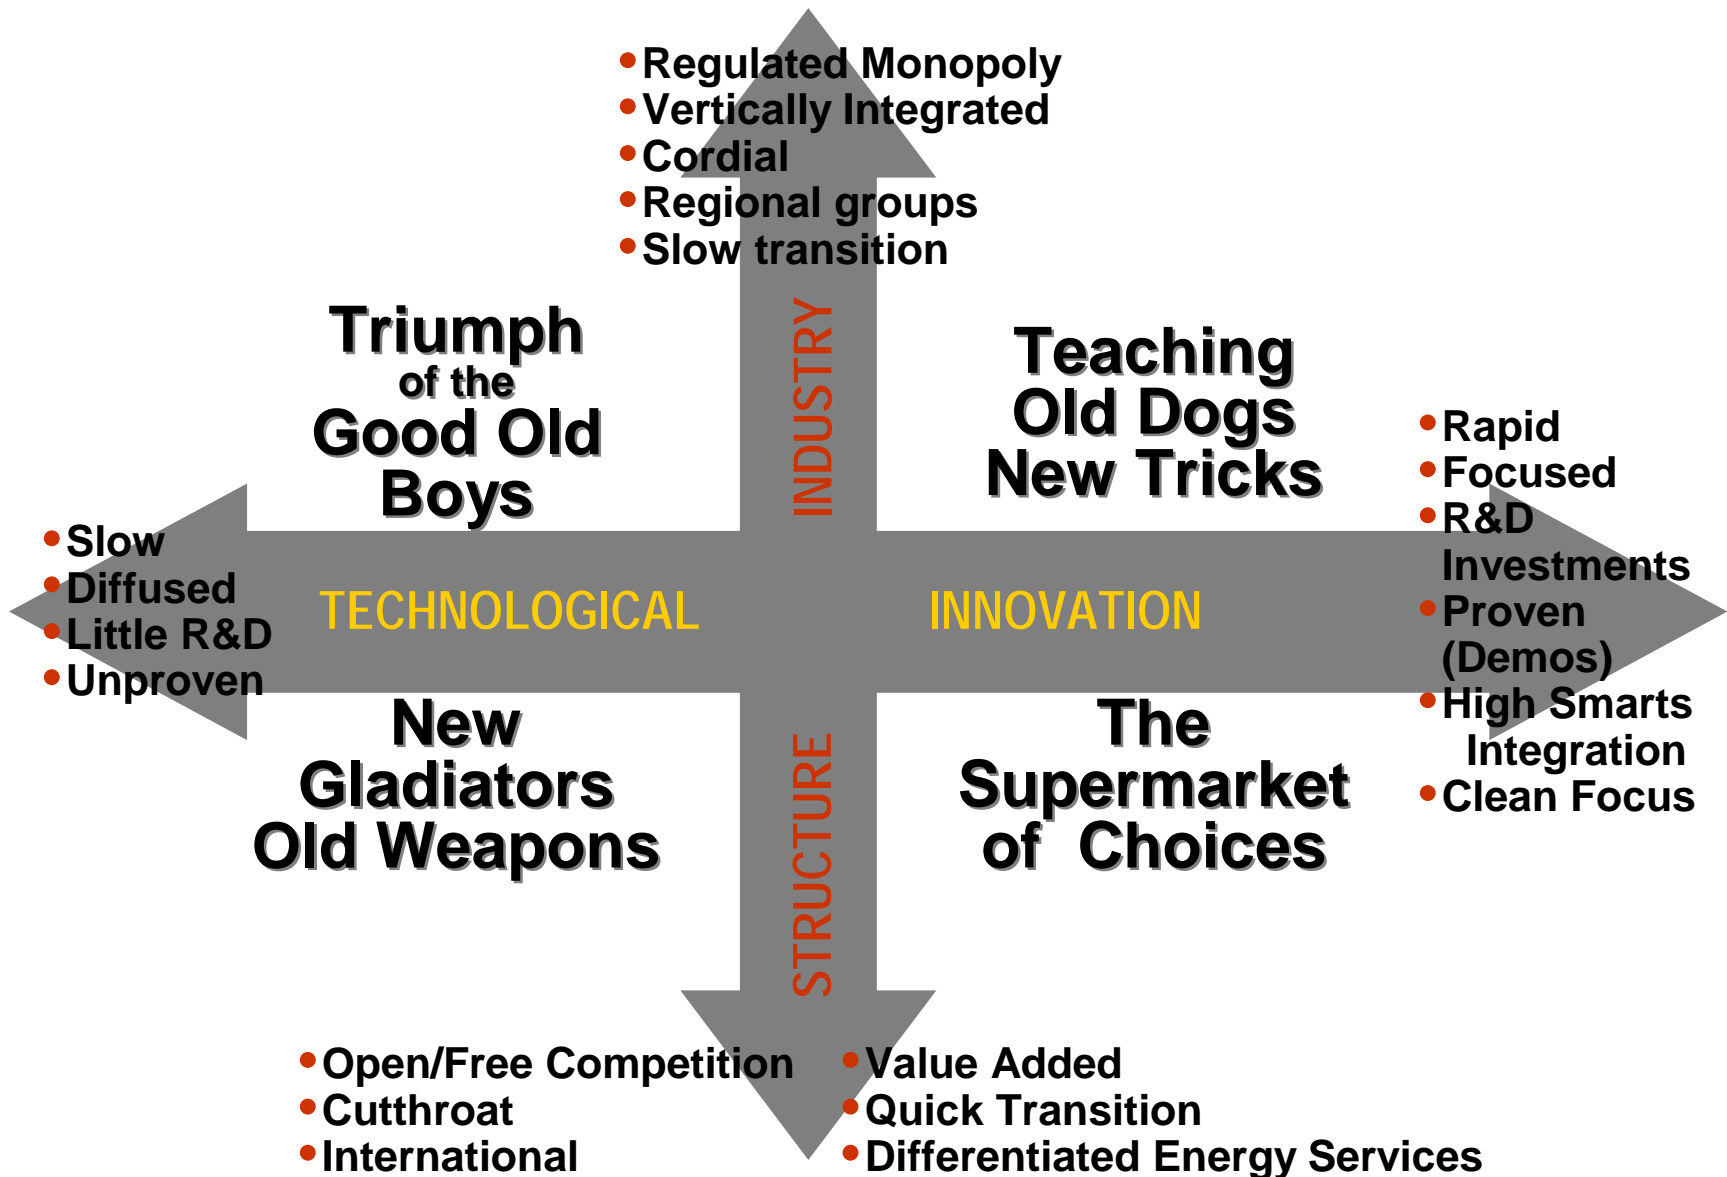 •Regulated Monopoly
•Vertically Integrated
•Cordial
•Regional groups
•Slow transition
Triumph
of the
Good Old
Boys
INDUSTRY
Teaching
Old Dogs
New Tricks
•Slow
•Diffused
•Little R&D
•Unproven
TECHNOLOGICAL INNOVATION
•Rapid
•Focused
•R&D
Investments
•Proven
(Demos)
•High Smarts
Integration
•Clean Focus
New
Gladiators
Old Weapons
STRUCTURE
The
Supermarket
of Choices
•Open/Free Competition
•Cutthroat
•International
•Value Added
•Quick Transition
•Differentiated Energy Services